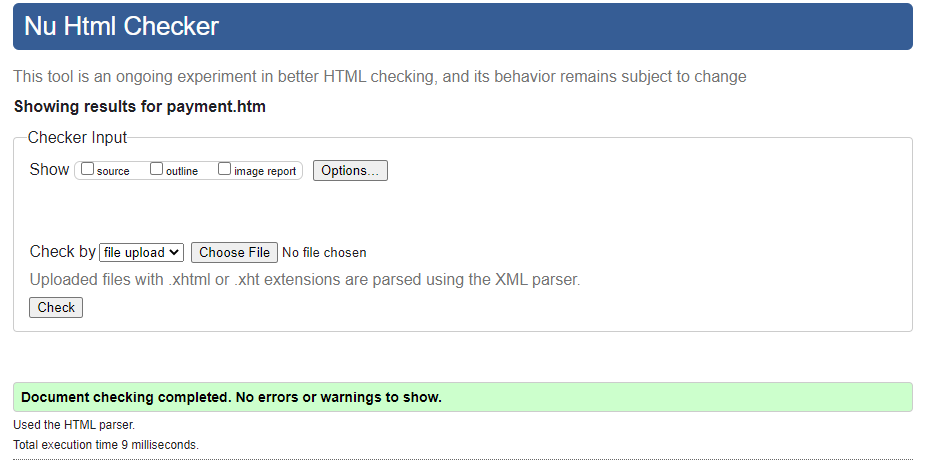 Nu Html Checker
This tool is an ongoing experiment in better HTML checking, and its behavior remains subject to change
Showing results for payment.htm
Checker Input
Show source outline image report Options...
Check by file upload Choose File No file chosen
Uploaded files with .xhtml or .xht extensions are parsed using the XML parser.
Check
Document checking completed. No errors or warnings to show.
Used the HTML parser.
Total execution time 9 milliseconds.